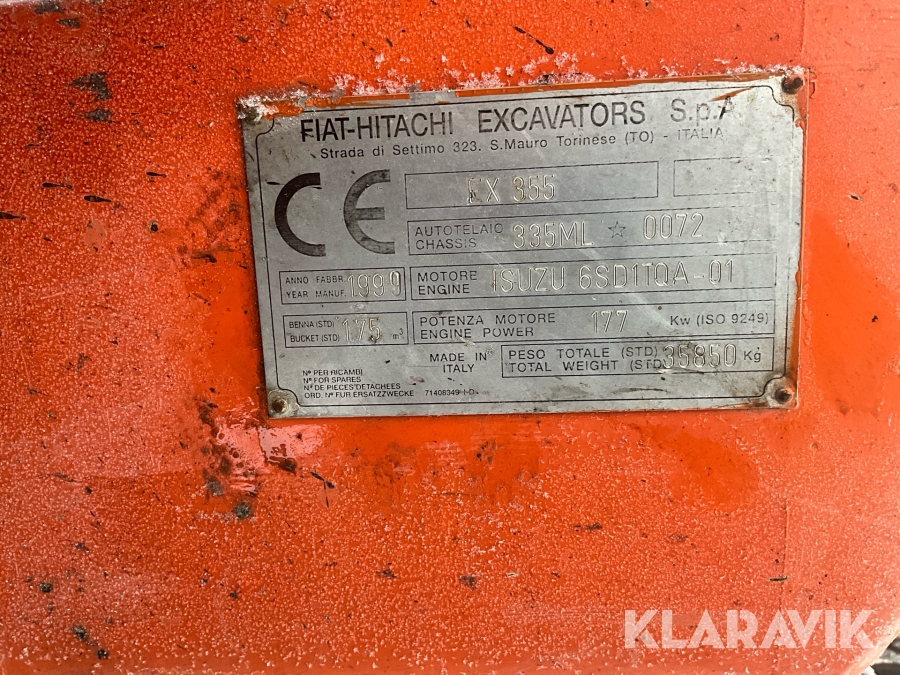 FIAT-HITACHI EXCAVATORS S.p.A
Strada di Settimo 323. S.Mauro Torinese (TO) - ITALIA
CE
EX 355
AUTOTELAIO
CHASSIS 335ML ☆ 0072
ANNO FABBR.
YEAR MANUF. 1999
MOTORE
ENGINE ISUZU 6SD1TQA-01
BENNA (STD)
BUCKET (STD) 175 m³
POTENZA MOTORE
ENGINE POWER 177 Kw (ISO 9249)
MADE IN
ITALY
PESO TOTALE (STD)
TOTAL WEIGHT (STD) 35850 Kg
Nº PER RICAMBI
Nº FOR SPARES
Nº DE PIECES DETACHEES
ORD. Nº FUR ERSATZZWECKE 71408349-I-D
KLARAVIK